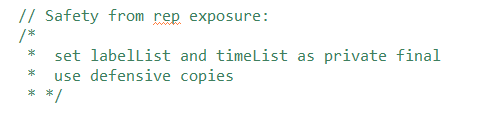 // Safety from rep exposure:
/*
 *  set labelList and timeList as private final
 *  use defensive copies
 * */